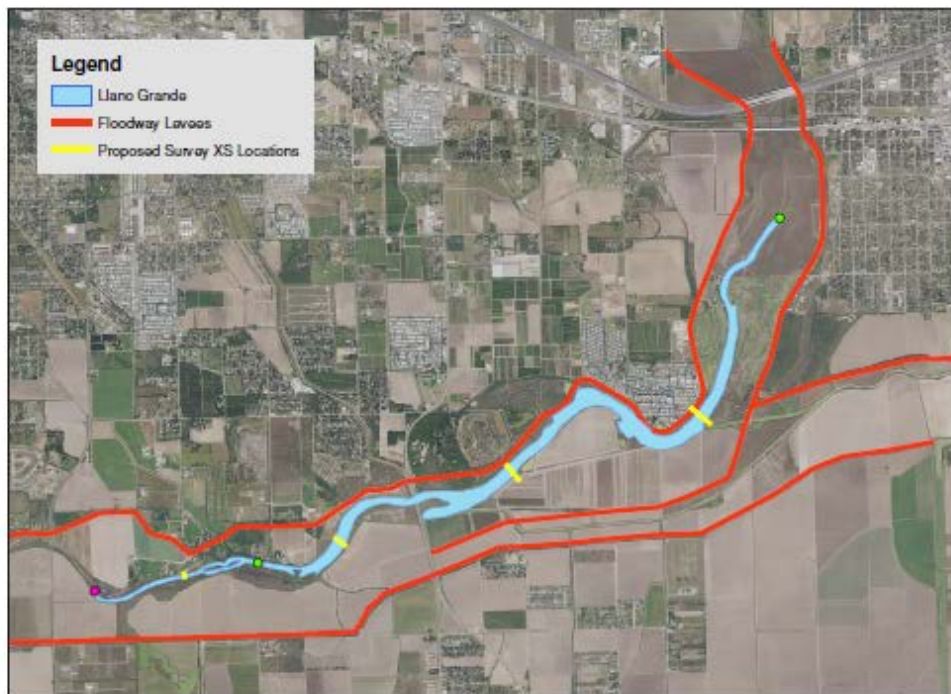 Legend
Llano Grande
Floodway Levees
Proposed Survey XS Locations